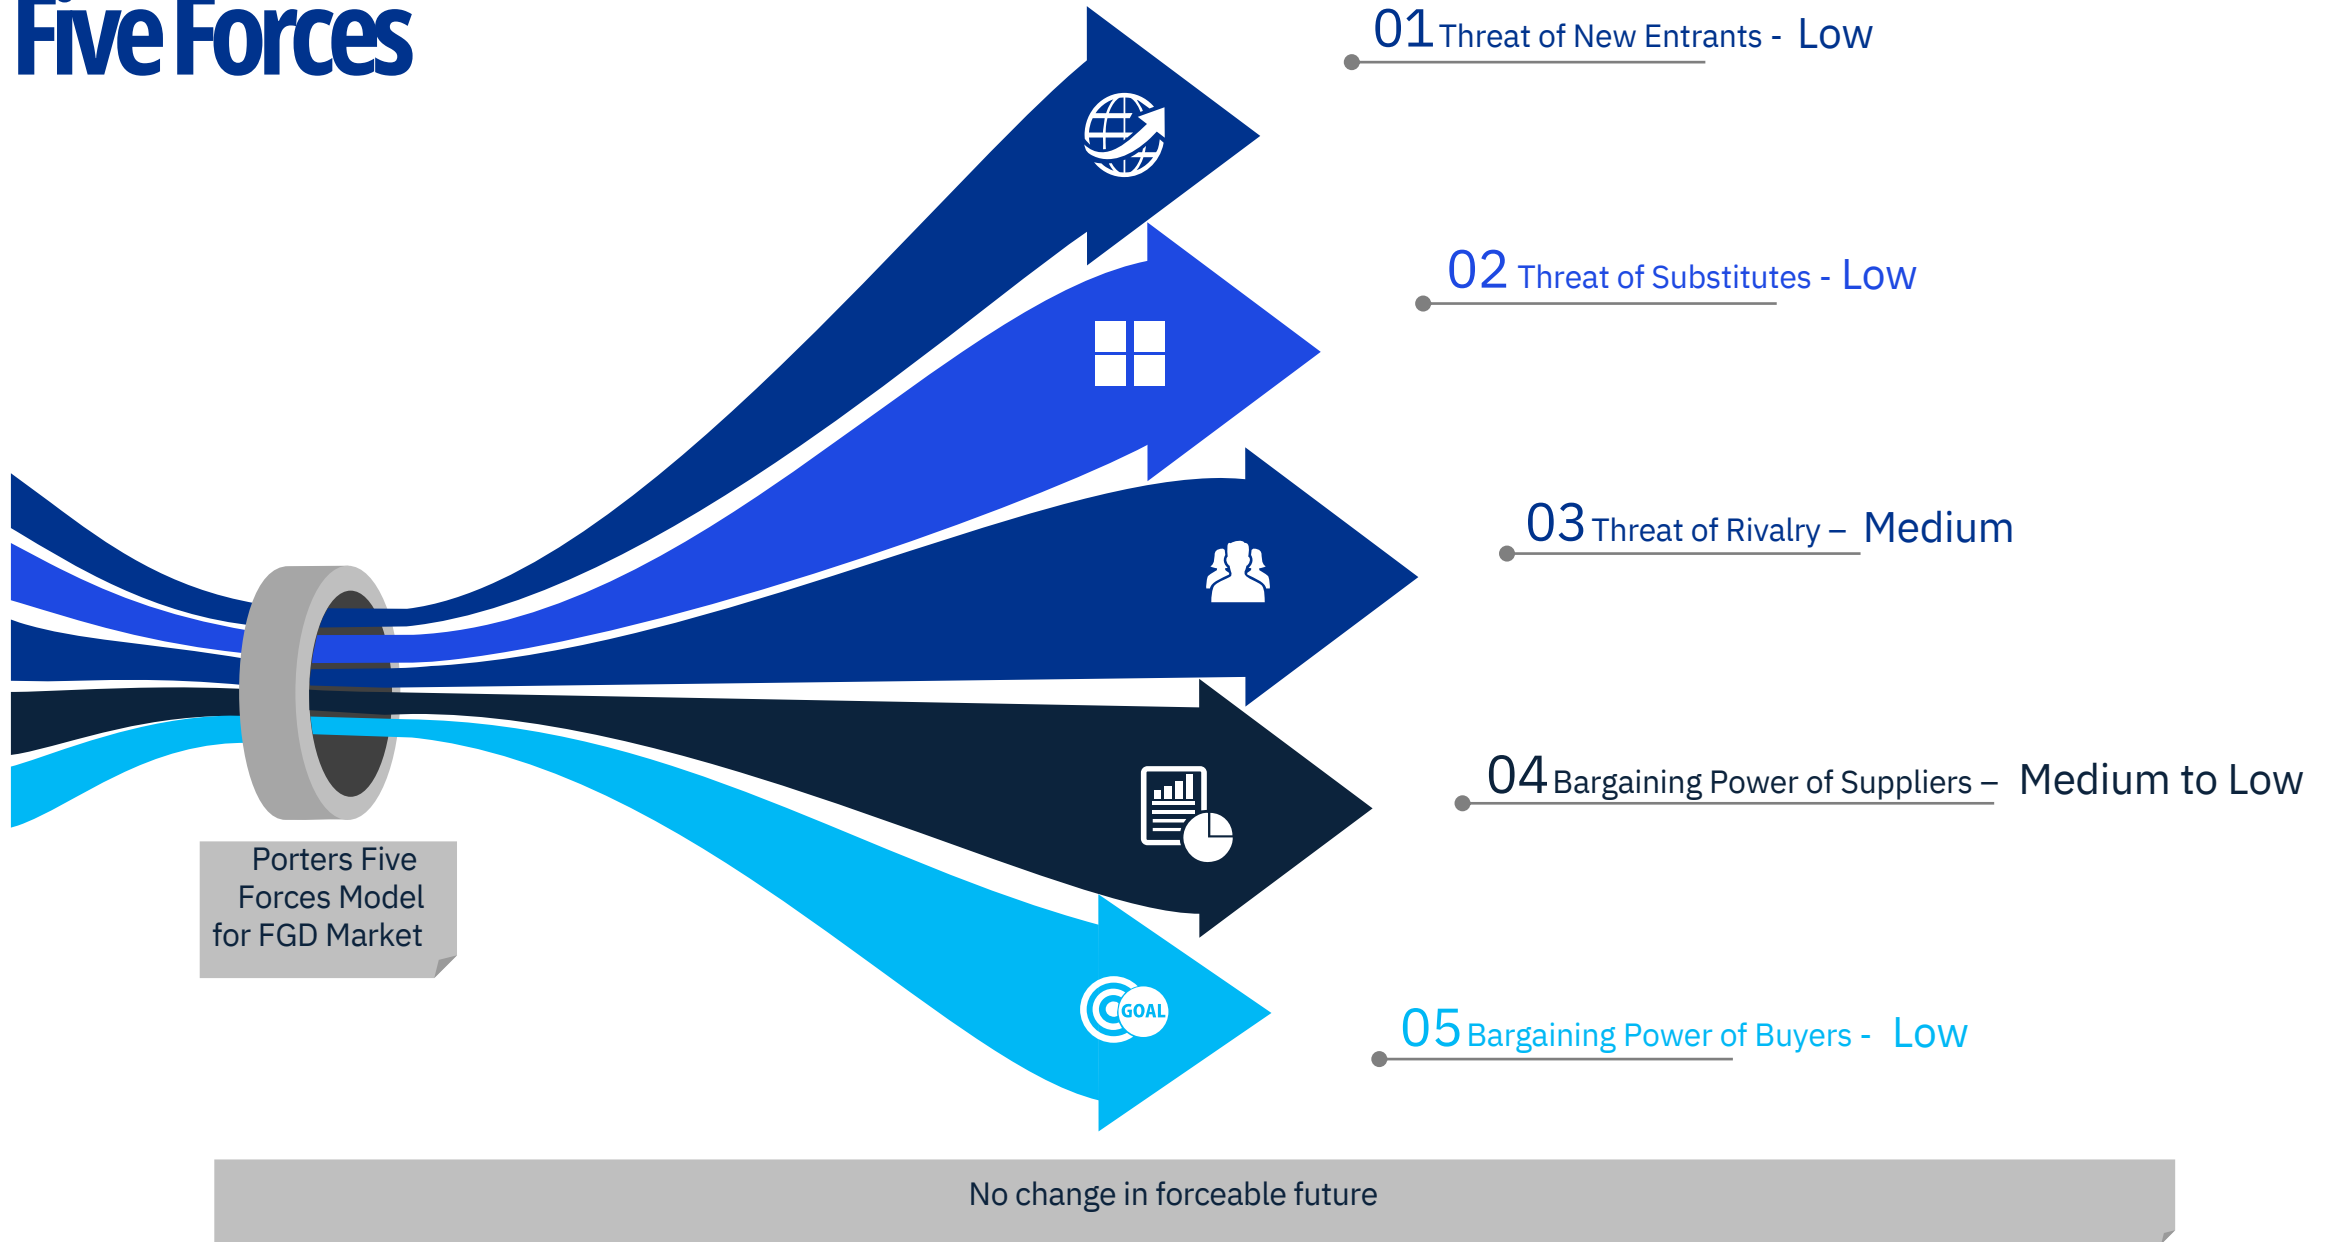 Five Forces
01 Threat of New Entrants - Low
02 Threat of Substitutes - Low
03 Threat of Rivalry – Medium
04 Bargaining Power of Suppliers – Medium to Low
Porters Five
Forces Model
for FGD Market
GOAL
05 Bargaining Power of Buyers - Low
No change in forceable future